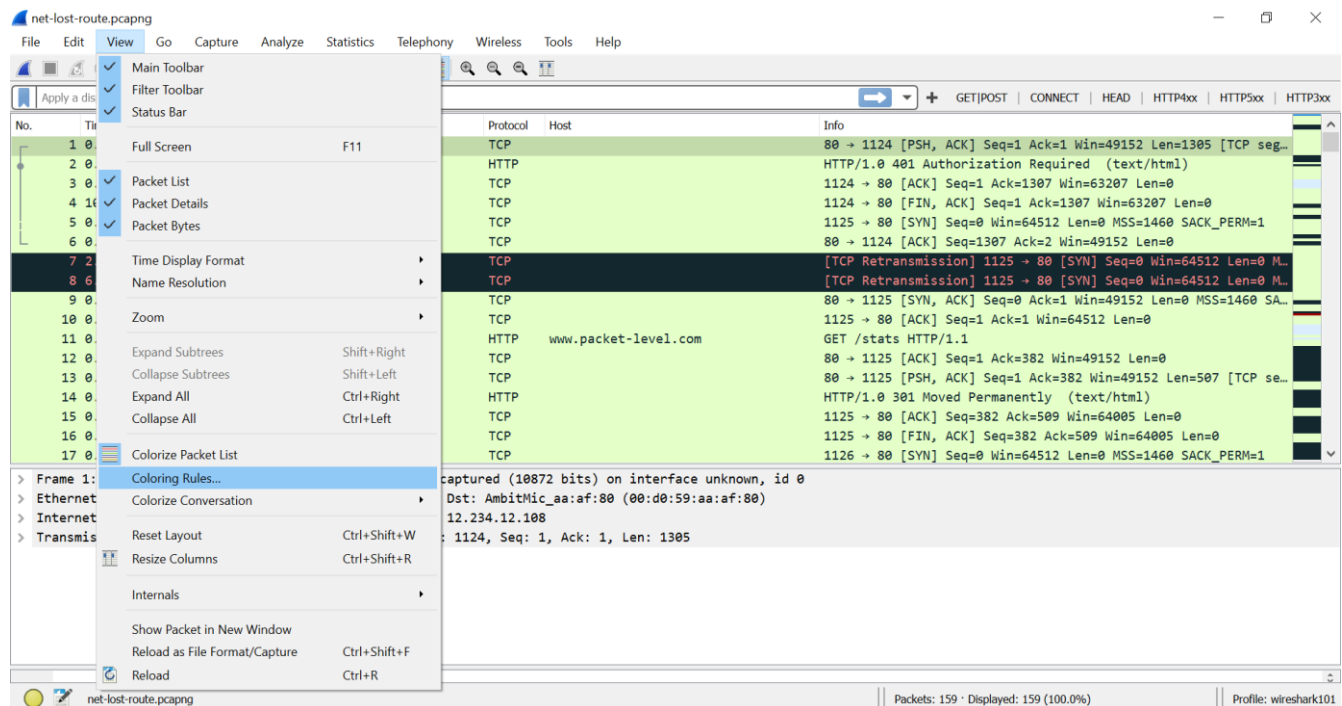 net-lost-route.pcapng
File Edit View Go Capture Analyze Statistics Telephony Wireless Tools Help
Main Toolbar
Filter Toolbar
Status Bar
Full Screen F11
Packet List
Packet Details
Packet Bytes
Time Display Format
Name Resolution
Zoom
Expand Subtrees Shift+Right
Collapse Subtrees Shift+Left
Expand All Ctrl+Right
Collapse All Ctrl+Left
Colorize Packet List
Coloring Rules...
Colorize Conversation
Reset Layout Ctrl+Shift+W
Resize Columns Ctrl+Shift+R
Internals
Show Packet in New Window
Reload as File Format/Capture Ctrl+Shift+F
Reload Ctrl+R
Apply a dis + GET|POST | CONNECT | HEAD | HTTP4xx | HTTP5xx | HTTP3xx
No. Protocol Host Info
1 0. TCP 80 → 1124 [PSH, ACK] Seq=1 Ack=1 Win=49152 Len=1305 [TCP seg…
2 0. HTTP HTTP/1.0 401 Authorization Required (text/html)
3 0. TCP 1124 → 80 [ACK] Seq=1 Ack=1307 Win=63207 Len=0
4 1 TCP 1124 → 80 [FIN, ACK] Seq=1 Ack=1307 Win=63207 Len=0
5 0. TCP 1125 → 80 [SYN] Seq=0 Win=64512 Len=0 MSS=1460 SACK_PERM=1
6 0. TCP 80 → 1124 [ACK] Seq=1307 Ack=2 Win=49152 Len=0
7 2 TCP [TCP Retransmission] 1125 → 80 [SYN] Seq=0 Win=64512 Len=0 M…
8 6. TCP [TCP Retransmission] 1125 → 80 [SYN] Seq=0 Win=64512 Len=0 M…
9 0. TCP 80 → 1125 [SYN, ACK] Seq=0 Ack=1 Win=49152 Len=0 MSS=1460 SA…
10 0. TCP 1125 → 80 [ACK] Seq=1 Ack=1 Win=64512 Len=0
11 0. HTTP www.packet-level.com GET /stats HTTP/1.1
12 0. TCP 80 → 1125 [ACK] Seq=1 Ack=382 Win=49152 Len=0
13 0. TCP 80 → 1125 [PSH, ACK] Seq=1 Ack=382 Win=49152 Len=507 [TCP se…
14 0. HTTP HTTP/1.0 301 Moved Permanently (text/html)
15 0. TCP 1125 → 80 [ACK] Seq=382 Ack=509 Win=64005 Len=0
16 0. TCP 1125 → 80 [FIN, ACK] Seq=382 Ack=509 Win=64005 Len=0
17 0. TCP 1126 → 80 [SYN] Seq=0 Win=64512 Len=0 MSS=1460 SACK_PERM=1
Frame 1: captured (10872 bits) on interface unknown, id 0
Ethernet Dst: AmbitMic_aa:af:80 (00:d0:59:aa:af:80)
Internet 12.234.12.108
Transmis : 1124, Seq: 1, Ack: 1, Len: 1305
net-lost-route.pcapng Packets: 159 · Displayed: 159 (100.0%) Profile: wireshark101